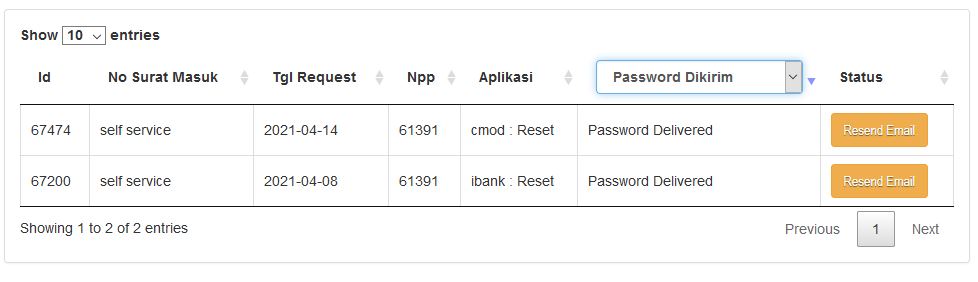 Show 10 entries
Id No Surat Masuk Tgl Request Npp Aplikasi Password Dikirim Status
67474 self service 2021-04-14 61391 cmod : Reset Password Delivered Resend Email
67200 self service 2021-04-08 61391 ibank : Reset Password Delivered Resend Email
Showing 1 to 2 of 2 entries Previous 1 Next